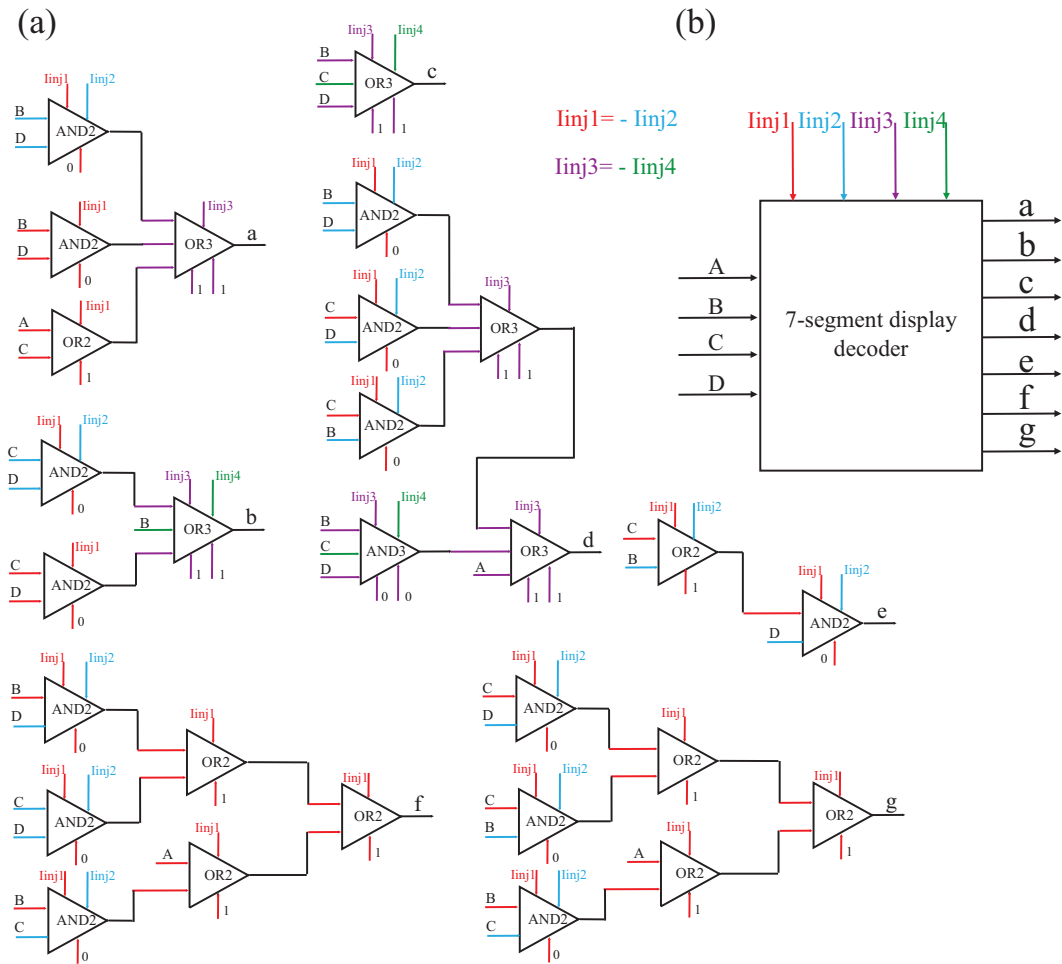 (a)
Iinj1 Iinj2
B
D
AND2
0
Iinj1
B
D
AND2
0
Iinj1
A
C
OR2
1
Iinj3
OR3
1 1
a
Iinj3 Iinj4
B
C
D
OR3
1 1
c
Iinj1 Iinj2
B
D
AND2
0
Iinj1 Iinj2
C
D
AND2
0
Iinj1 Iinj2
C
B
AND2
0
Iinj3
OR3
1 1
Iinj1 Iinj2
C
D
AND2
0
Iinj1
C
D
AND2
0
Iinj3 Iinj4
B
OR3
1 1
b
Iinj3 Iinj4
B
C
D
AND3
0 0
Iinj3
A
OR3
1 1
d
Iinj1 Iinj2
C
B
OR2
1
Iinj1 Iinj2
D
AND2
0
e
Iinj1 Iinj2
B
D
AND2
0
Iinj1 Iinj2
C
D
AND2
0
Iinj1 Iinj2
B
C
AND2
0
Iinj1
OR2
1
Iinj1
A
OR2
1
Iinj1
OR2
1
f
Iinj1 Iinj2
C
D
AND2
0
Iinj1 Iinj2
C
B
AND2
0
Iinj1 Iinj2
B
C
AND2
0
Iinj1
OR2
1
Iinj1
A
OR2
1
Iinj1
OR2
1
g
(b)
Iinj1= - Iinj2
Iinj3= - Iinj4
Iinj1 Iinj2 Iinj3 Iinj4
A
B
C
D
7-segment display
decoder
a
b
c
d
e
f
g